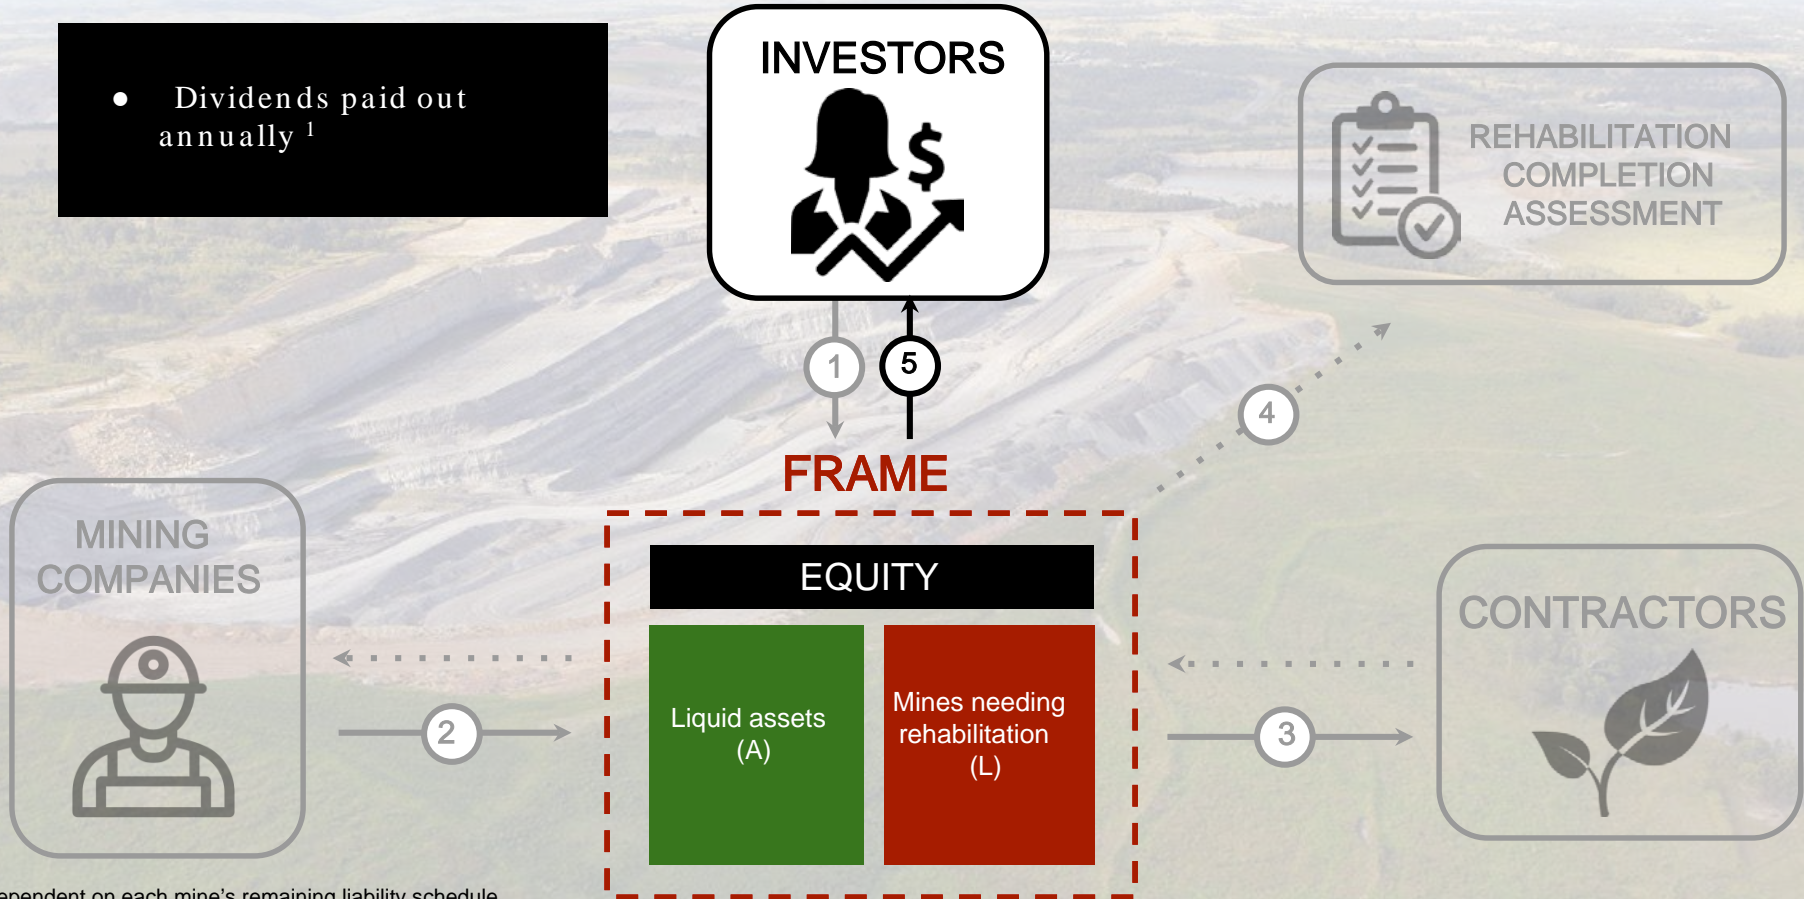 INVESTORS
● Dividends paid out
annually 1
REHABILITATION
COMPLETION
ASSESSMENT
$
1
5
4
FRAME
MINING
COMPANIES
EQUITY
CONTRACTORS
Liquid assets
(A)
Mines needing
rehabilitation
(L)
2
3
on each mine's remaining liability schedule